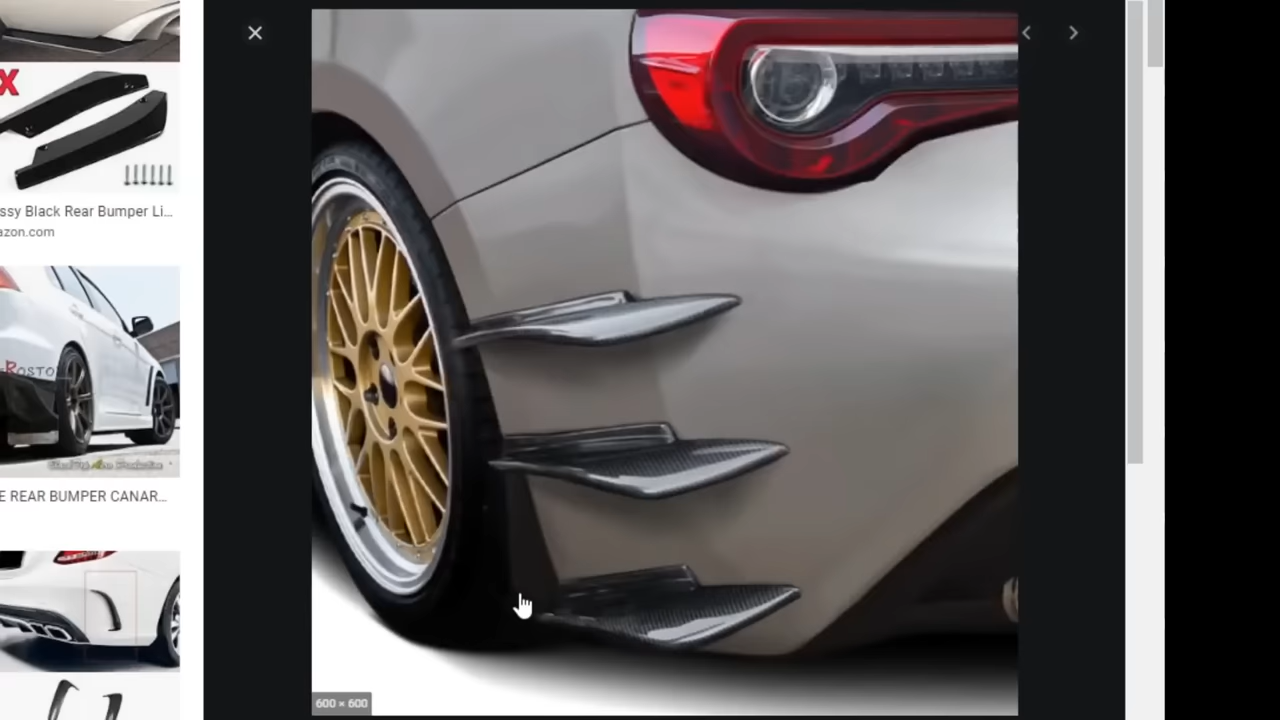 X
ssy Black Rear Bumper Li...
azon.com
ROSTO
E REAR BUMPER CANAR...
600 × 600